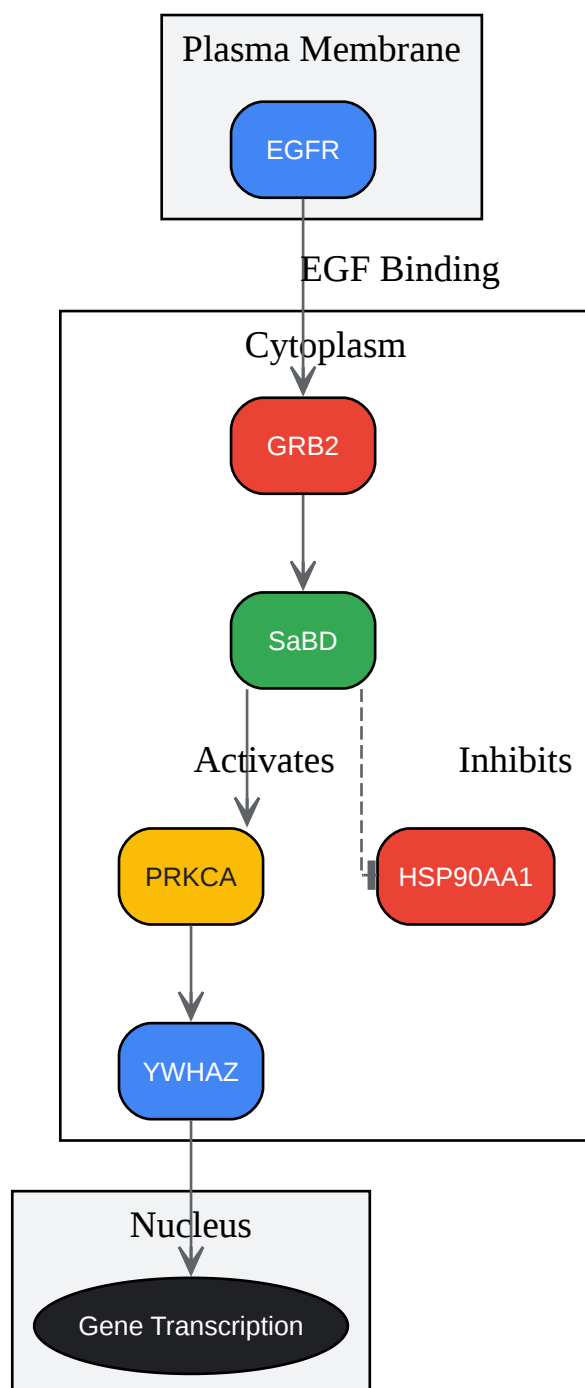 Plasma Membrane
EGFR
EGF Binding
Cytoplasm
GRB2
SaBD
Activates
Inhibits
PRKCA
HSP90AA1
YWHAZ
Nucleus
Gene Transcription